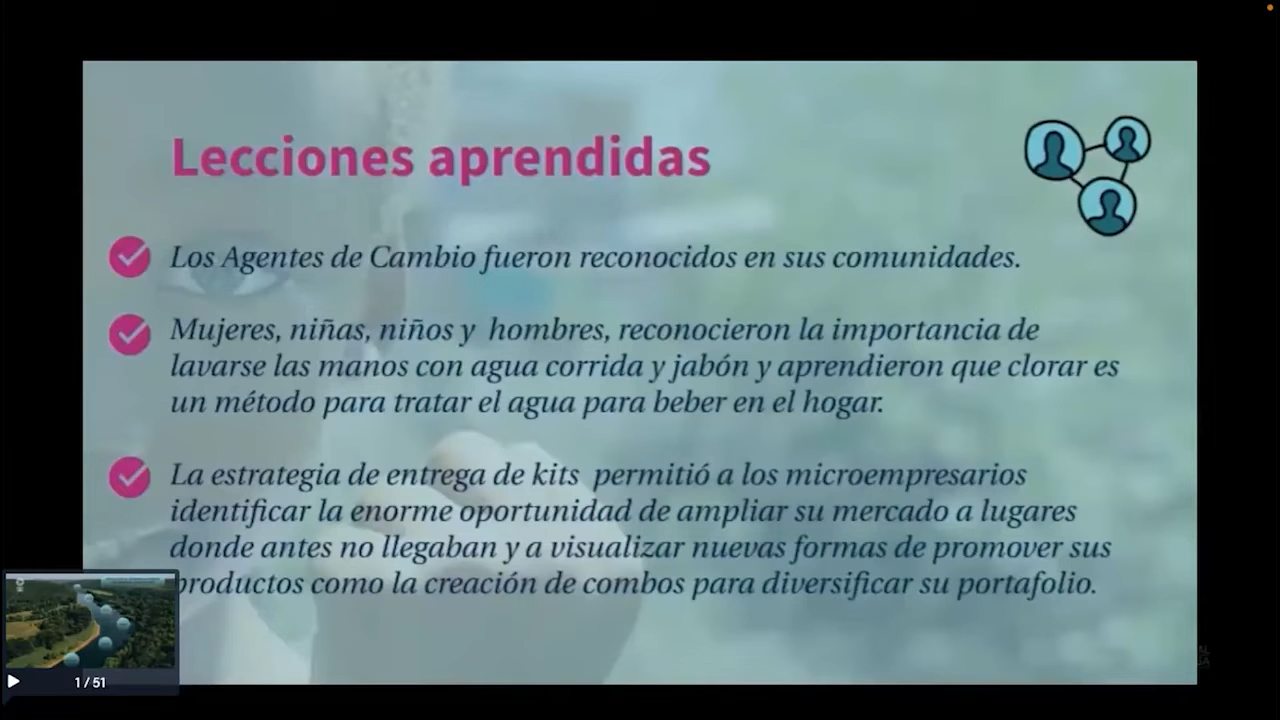 Lecciones aprendidas
Los Agentes de Cambio fueron reconocidos en sus comunidades.
Mujeres, niñas, niños y hombres, reconocieron la importancia de
lavarse las manos con agua corrida y jabón y aprendieron que clorar es
un método para tratar el agua para beber en el hogar.
La estrategia de entrega de kits permitió a los microempresarios
identificar la enorme oportunidad de ampliar su mercado a lugares
donde antes no llegaban y a visualizar nuevas formas de promover sus
productos como la creación de combos para diversificar su portafolio.
1 / 51